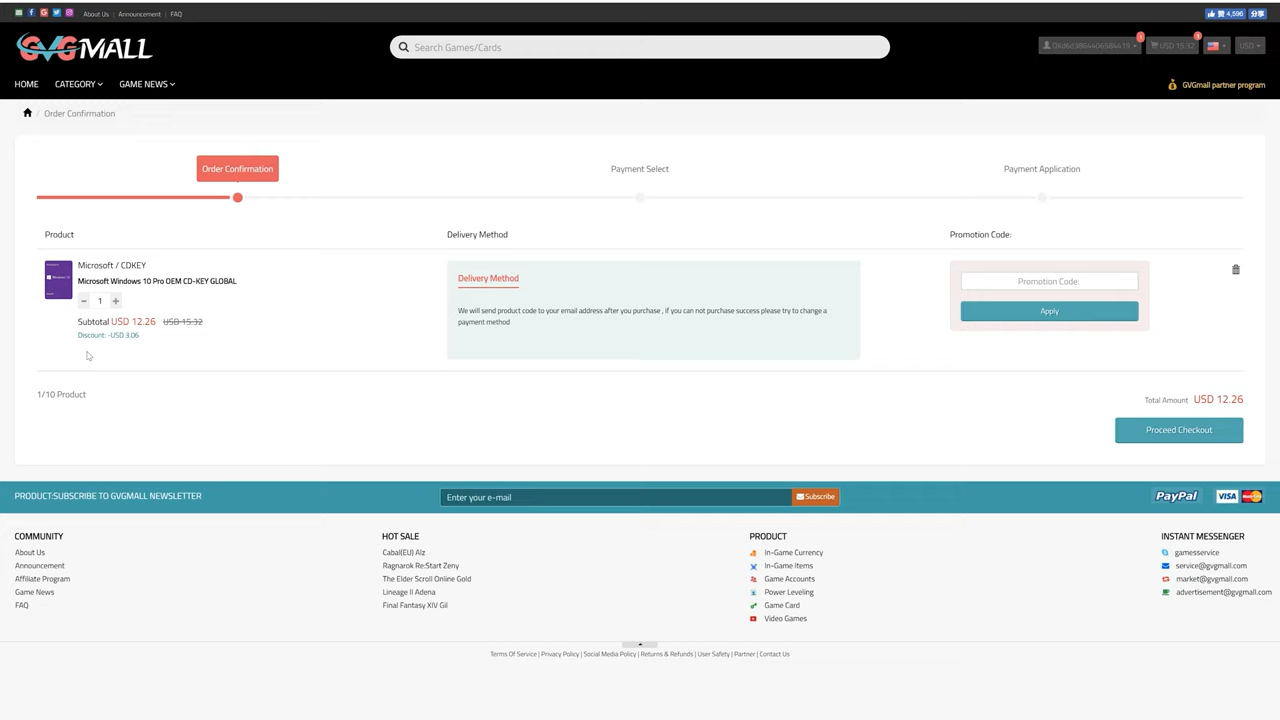 About Us | Announcement | FAQ
赞 4,596 分享
GVGMALL
Search Games/Cards
USD 15.32
USD
HOME CATEGORY GAME NEWS
GVGmall partner program
/ Order Confirmation
Order Confirmation
Payment Select
Payment Application
Product
Delivery Method
Promotion Code:
Microsoft / CDKEY
Microsoft Windows 10 Pro OEM CD-KEY GLOBAL
− 1 +
Subtotal USD 12.26 USD 15.32
Discount: -USD 3.06
Delivery Method
We will send product code to your email address after you purchase , if you can not purchase success please try to change a
payment method
Promotion Code:
Apply
1/10 Product
Total Amount USD 12.26
Proceed Checkout
PRODUCT:SUBSCRIBE TO GVGMALL NEWSLETTER
Enter your e-mail
Subscribe
PayPal VISA
COMMUNITY
About Us
Announcement
Affiliate Program
Game News
FAQ
HOT SALE
Cabal(EU) Alz
Ragnarok Re:Start Zeny
The Elder Scroll Online Gold
Lineage II Adena
Final Fantasy XIV Gil
PRODUCT
In-Game Currency
In-Game Items
Game Accounts
Power Leveling
Game Card
Video Games
INSTANT MESSENGER
gamesservice
service@gvgmall.com
market@gvgmall.com
advertisement@gvgmall.com
Terms Of Service | Privacy Policy | Social Media Policy | Returns & Refunds | User Safety | Partner | Contact Us